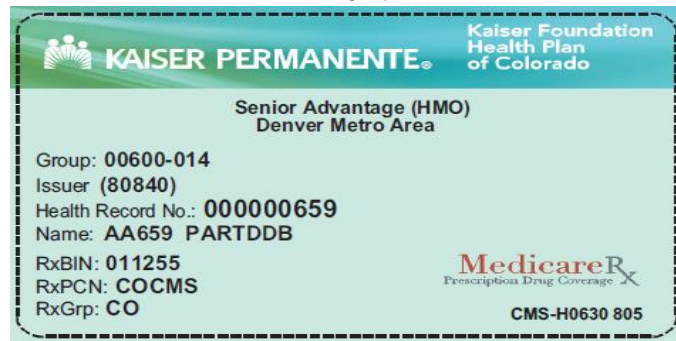 KAISER PERMANENTE®
Kaiser Foundation
Health Plan
of Colorado
Senior Advantage (HMO)
Denver Metro Area
Group: 00600-014
Issuer (80840)
Health Record No.: 000000659
Name: AA659 PARTDDB
RxBIN: 011255
RxPCN: COCMS
RxGrp: CO
MedicareRx
Prescription Drug Coverage
CMS-H0630 805